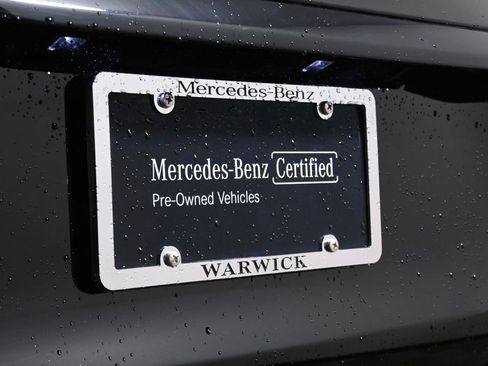 Mercedes-Benz
Mercedes-Benz Certified
Pre-Owned Vehicles
WARWICK